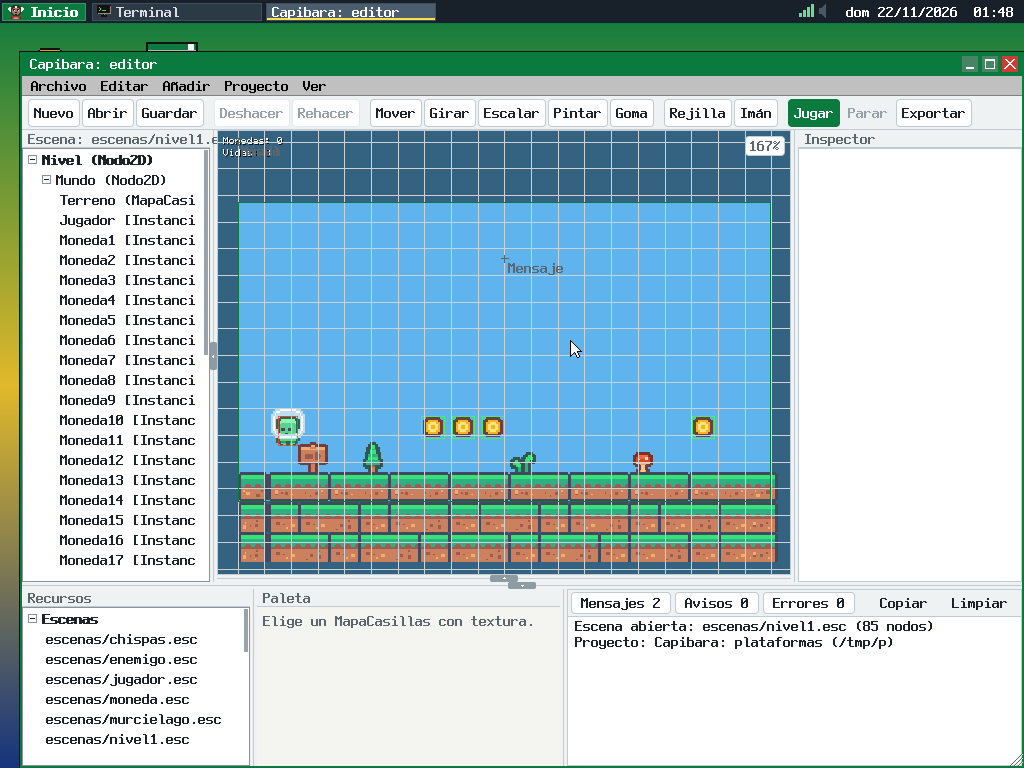 Inicio
Terminal
Capibara: editor
dom 22/11/2026 01:48
Capibara: editor
Archivo Editar Añadir Proyecto Ver
Nuevo Abrir Guardar Deshacer Rehacer Mover Girar Escalar Pintar Goma Rejilla Imán Jugar Parar Exportar
Escena: escenas/nivel1.e
Nivel (Nodo2D)
Mundo (Nodo2D)
Terreno (MapaCasi
Jugador [Instanci
Moneda1 [Instanci
Moneda2 [Instanci
Moneda3 [Instanci
Moneda4 [Instanci
Moneda5 [Instanci
Moneda6 [Instanci
Moneda7 [Instanci
Moneda8 [Instanci
Moneda9 [Instanci
Moneda10 [Instanc
Moneda11 [Instanc
Moneda12 [Instanc
Moneda13 [Instanc
Moneda14 [Instanc
Moneda15 [Instanc
Moneda16 [Instanc
Moneda17 [Instanc
Monedas: 0
167%
Mensaje
Inspector
Recursos
Escenas
escenas/chispas.esc
escenas/enemigo.esc
escenas/jugador.esc
escenas/moneda.esc
escenas/murcielago.esc
escenas/nivel1.esc
Paleta
Elige un MapaCasillas con textura.
Mensajes 2 Avisos 0 Errores 0 Copiar Limpiar
Escena abierta: escenas/nivel1.esc (85 nodos)
Proyecto: Capibara: plataformas (/tmp/p)